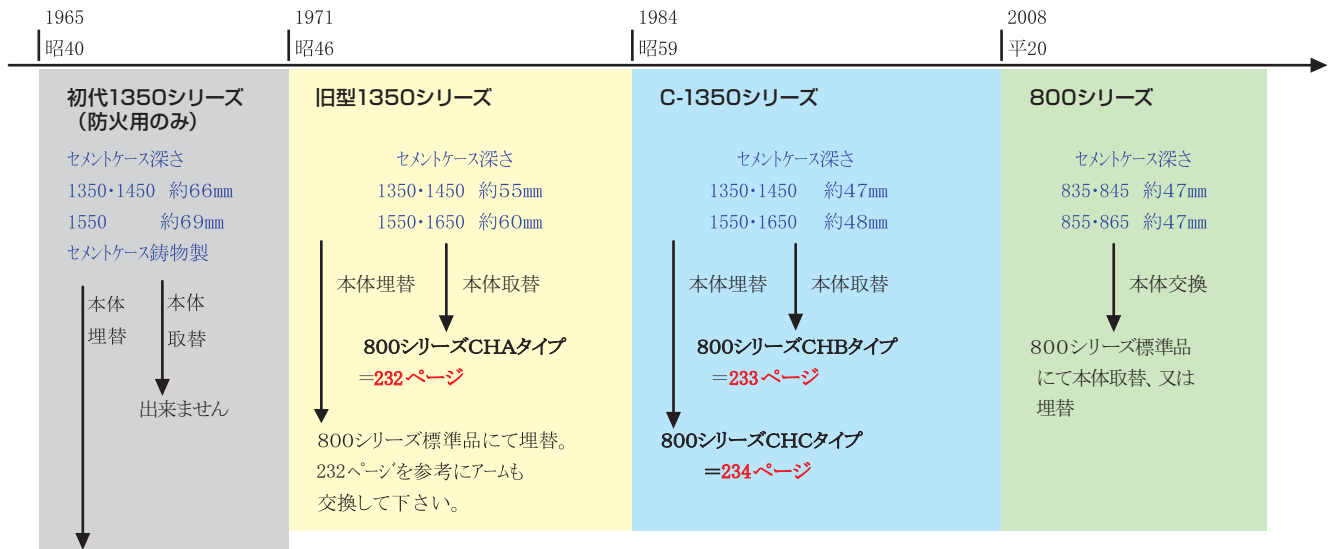 1965
昭40
1971
昭46
1984
昭59
2008
平20
初代1350シリーズ
（防火用のみ）
セメントケース深さ
1350・1450 約66mm
1550 約69mm
セメントケース鋳物製
本体
埋替
本体
取替
出来ません
旧型1350シリーズ
セメントケース深さ
1350・1450 約55mm
1550・1650 約60mm
本体埋替
本体取替
800シリーズCHAタイプ
=232ページ
800シリーズ標準品にて埋替。
232ページを参考にアームも
交換して下さい。
C-1350シリーズ
セメントケース深さ
1350・1450 約47mm
1550・1650 約48mm
本体埋替
本体取替
800シリーズCHBタイプ
=233ページ
800シリーズCHCタイプ
=234ページ
800シリーズ
セメントケース深さ
835・845 約47mm
855・865 約47mm
本体交換
800シリーズ標準品
にて本体取替、又は
埋替